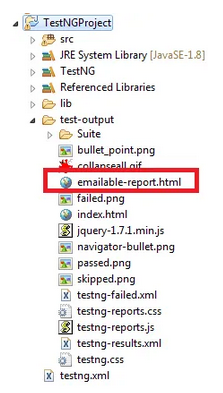 TestNGProject
src
JRE System Library [JavaSE-1.8]
TestNG
Referenced Libraries
lib
test-output
Suite
bullet_point.png
collapseall.gif
emailable-report.html
failed.png
index.html
jquery-1.7.1.min.js
navigator-bullet.png
passed.png
skipped.png
testng-failed.xml
testng-reports.css
testng-reports.js
testng-results.xml
testng.css
testng.xml